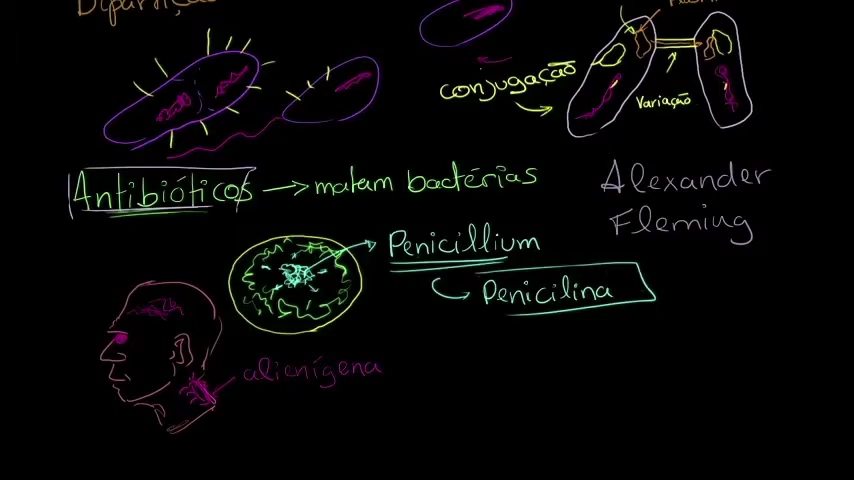 conjugação
variação
Antibióticos → matam bactérias
Alexander
Fleming
Penicillium
Penicilina
alienígena